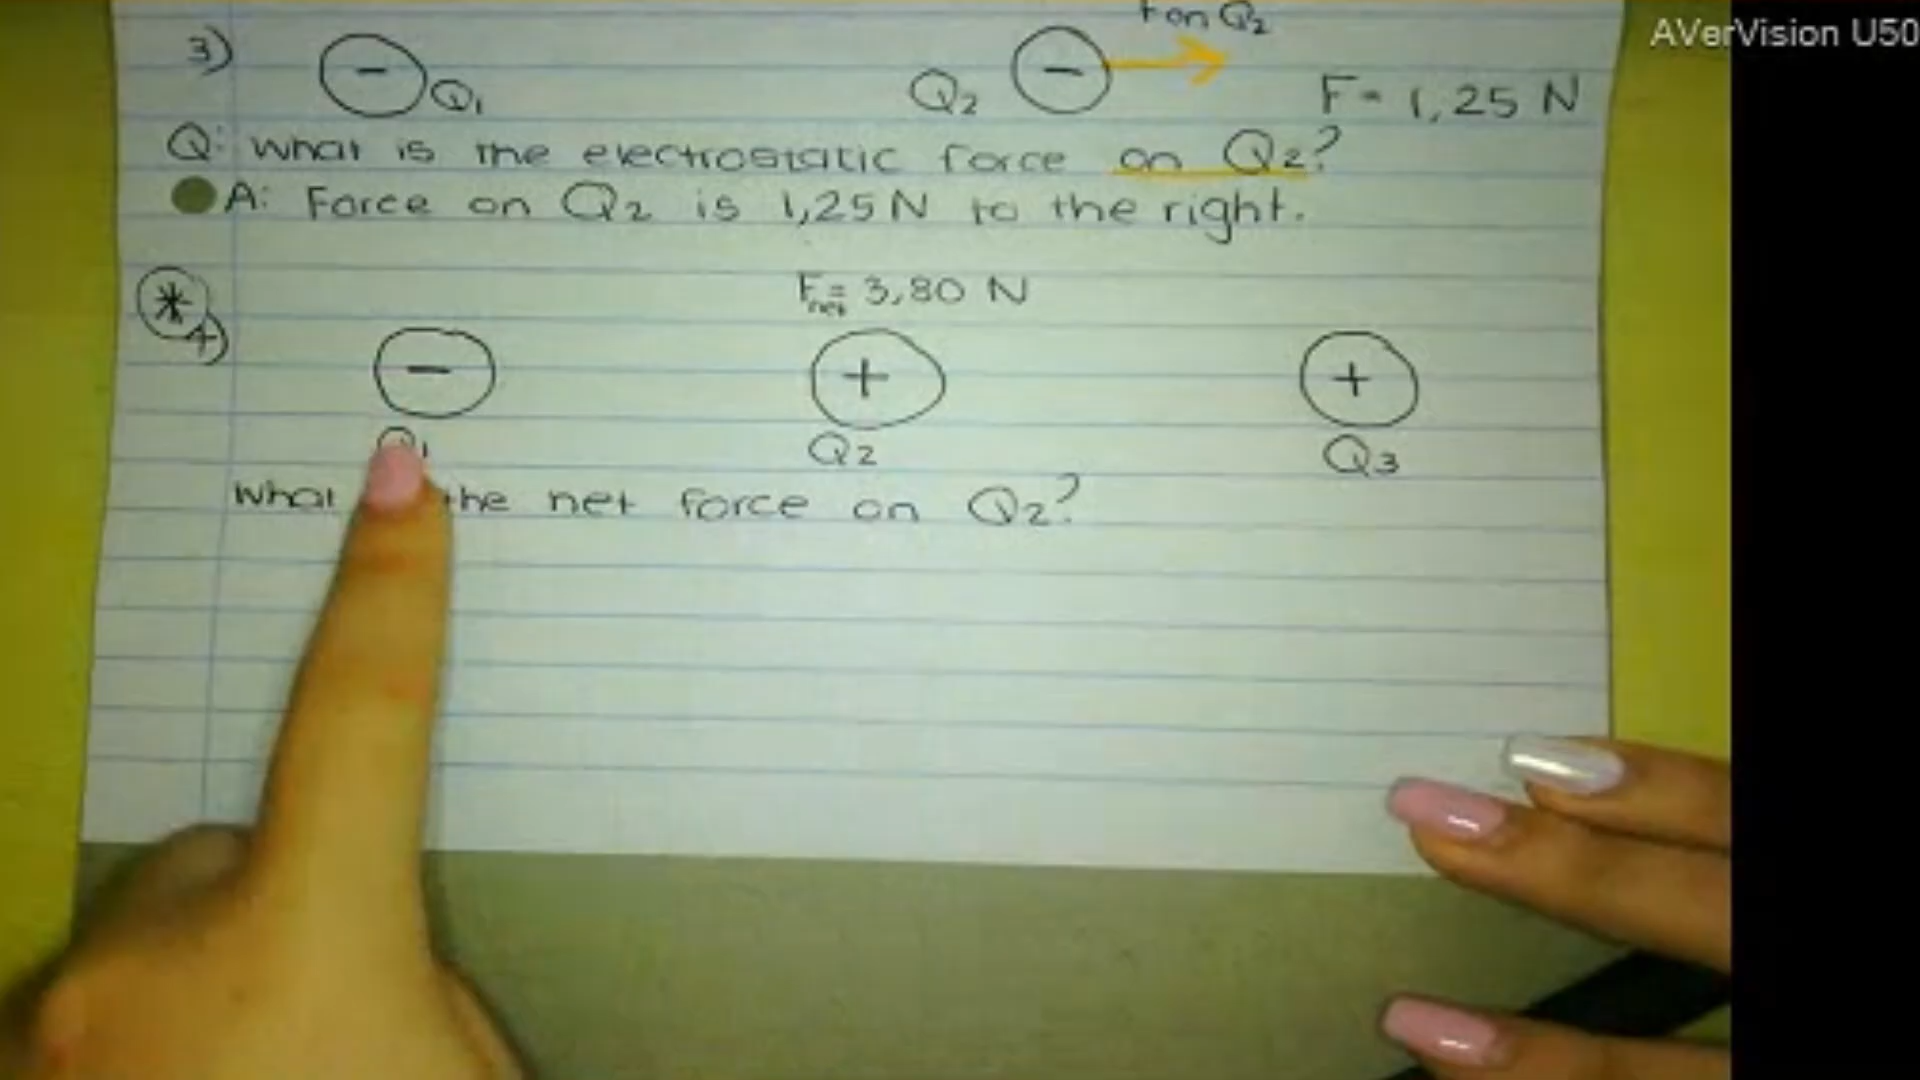 AVerVision U50
3)
F on Q2
− Q1
Q2 −
F = 1,25 N
Q: What is the electrostatic force on Q2?
A: Force on Q2 is 1,25 N to the right.
*
4)
Fnet = 3,80 N
− + +
Q1 Q2 Q3
What the net force on Q2?